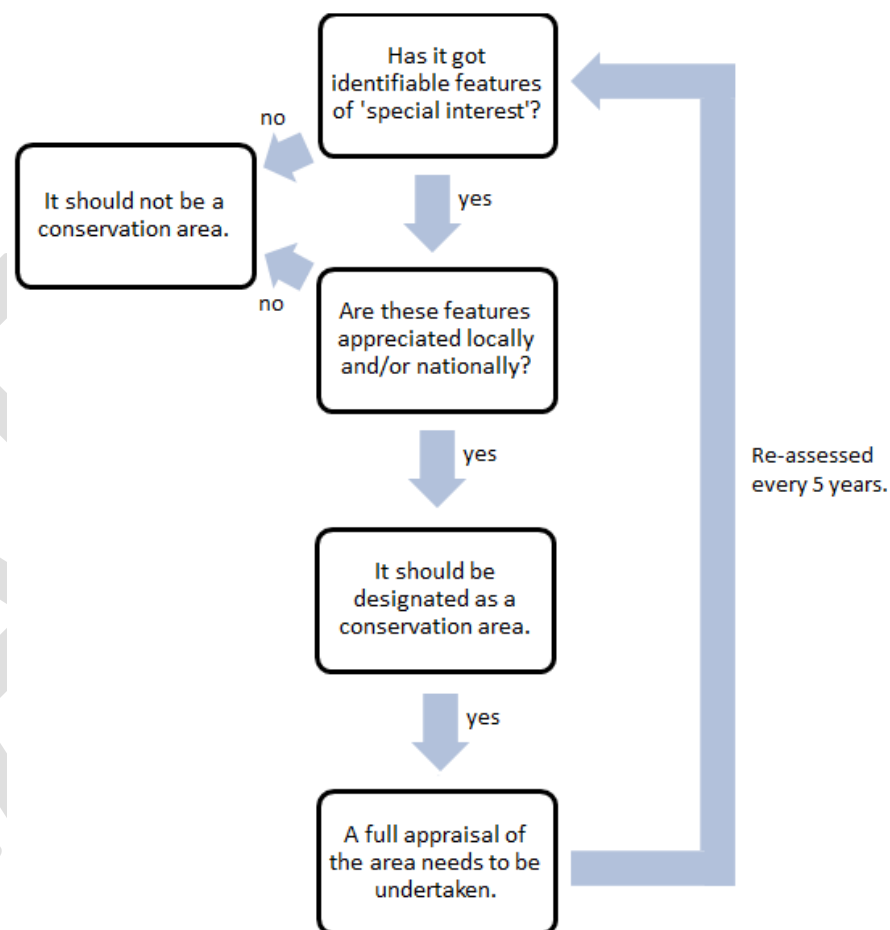 Has it got
identifiable features
of 'special interest'?
no
It should not be a
conservation area.
yes
no
Are these features
appreciated locally
and/or nationally?
yes
Re-assessed
every 5 years.
It should be
designated as a
conservation area.
yes
A full appraisal of
the area needs to be
undertaken.